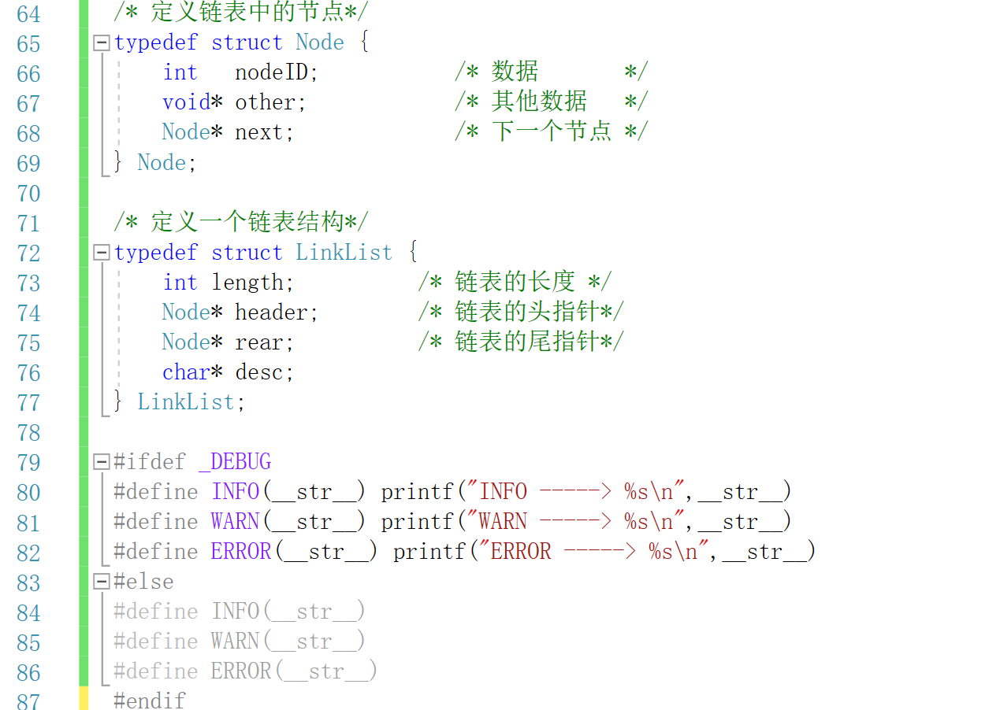 64 /* 定义链表中的节点*/
65 typedef struct Node {
66     int   nodeID;           /* 数据       */
67     void* other;            /* 其他数据   */
68     Node* next;             /* 下一个节点 */
69 } Node;
70
71 /* 定义一个链表结构*/
72 typedef struct LinkList {
73     int length;          /* 链表的长度 */
74     Node* header;        /* 链表的头指针*/
75     Node* rear;          /* 链表的尾指针*/
76     char* desc;
77 } LinkList;
78
79 #ifdef _DEBUG
80 #define INFO(__str__) printf("INFO -----> %s\n",__str__)
81 #define WARN(__str__) printf("WARN -----> %s\n",__str__)
82 #define ERROR(__str__) printf("ERROR -----> %s\n",__str__)
83 #else
84 #define INFO(__str__)
85 #define WARN(__str__)
86 #define ERROR(__str__)
87 #endif